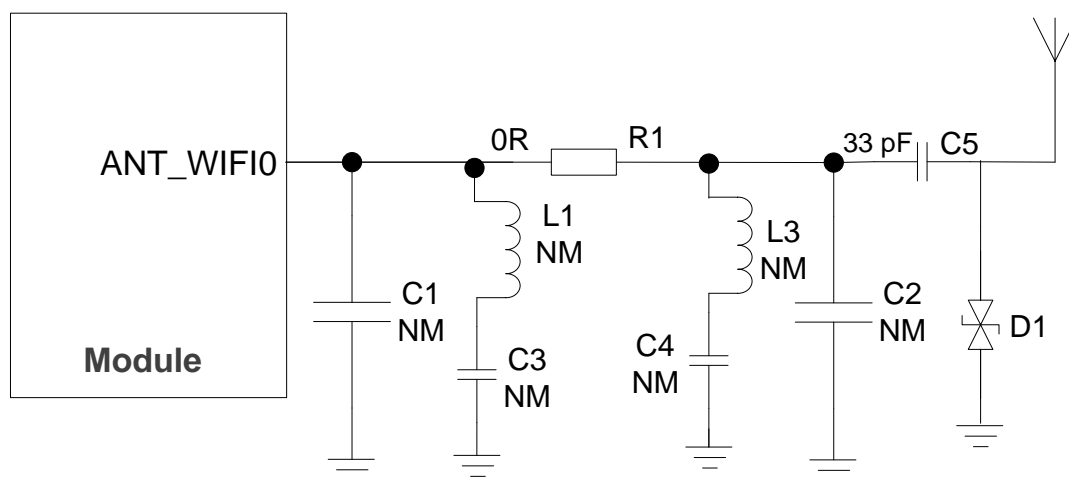 0R
R1
33 pF
C5
ANT_WIFI0
L1
NM
L3
NM
C1
NM
C2
NM
D1
Module
C3
NM
C4
NM